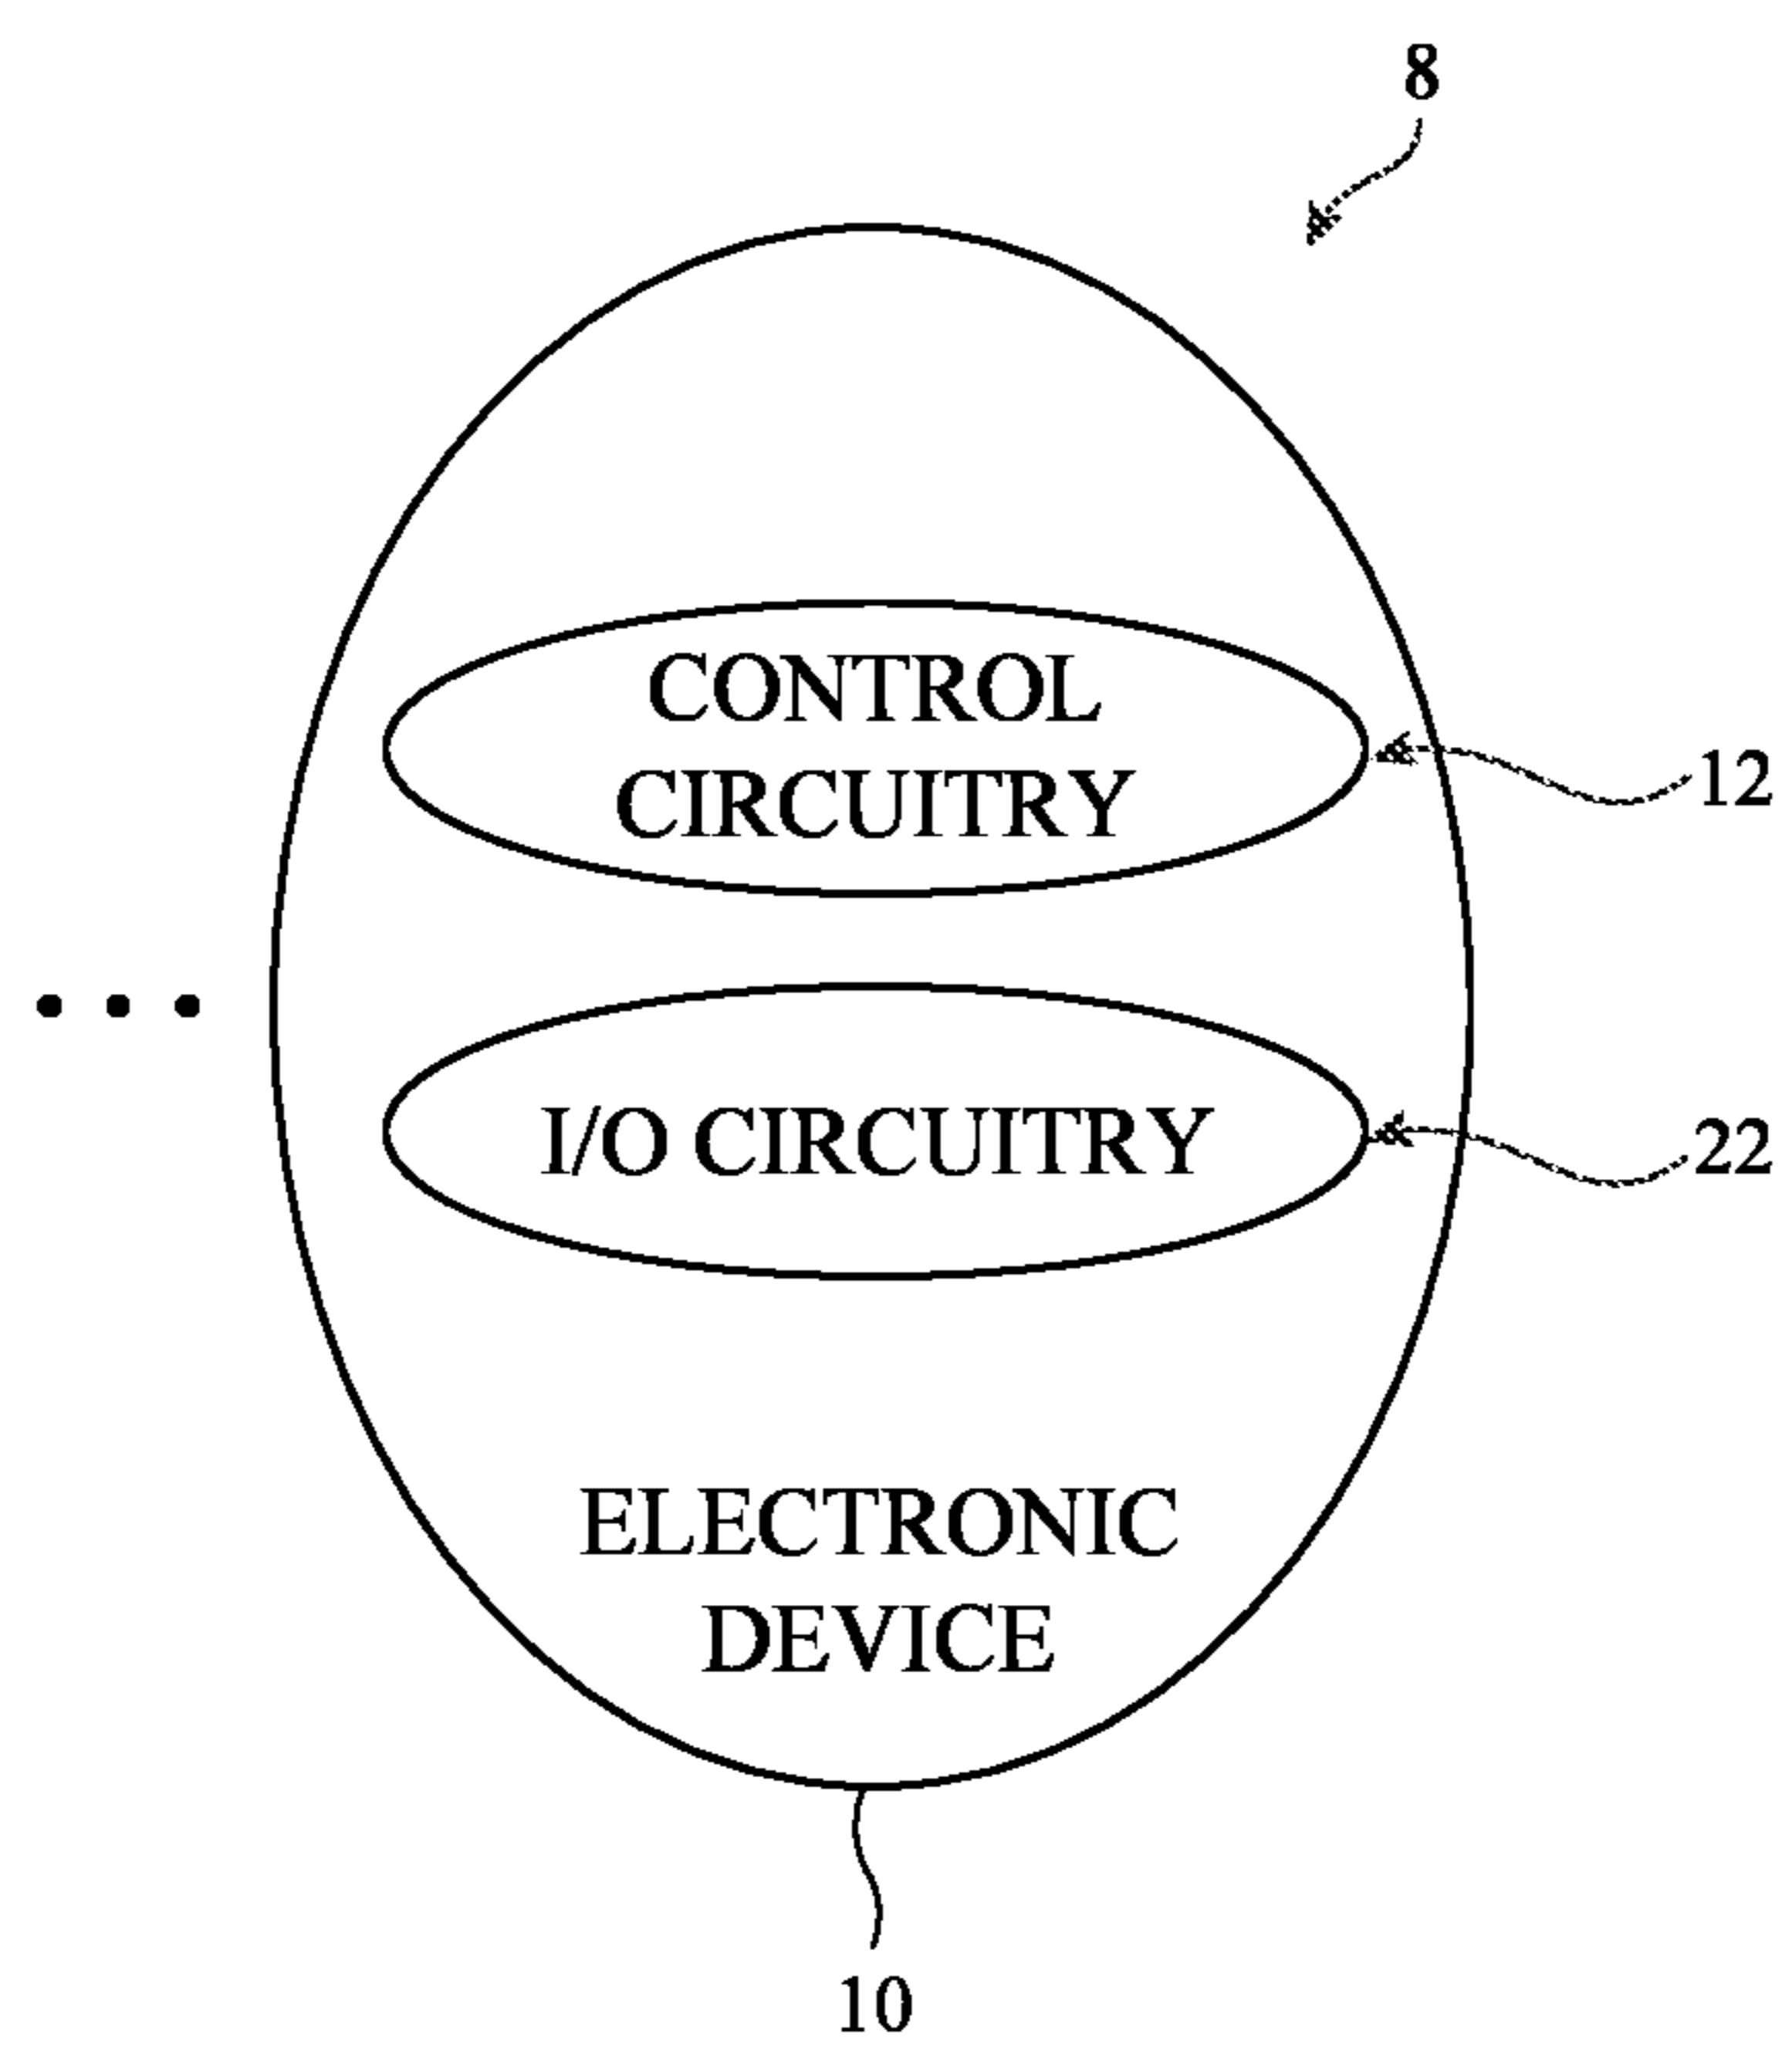 8
CONTROL
CIRCUITRY
12
• • •
I/O CIRCUITRY
22
ELECTRONIC
DEVICE
10